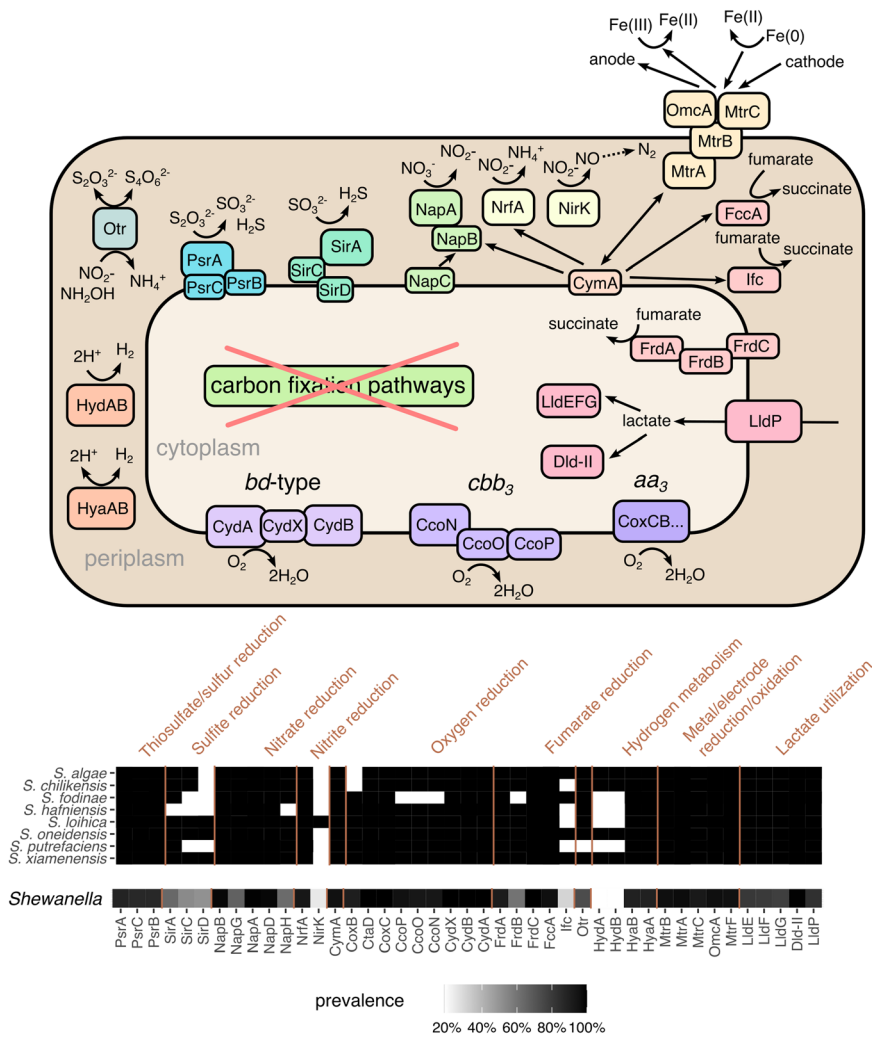 Fe(III) Fe(II) Fe(II)
Fe(0)
anode cathode
OmcA MtrC
MtrB
MtrA
S₂O₃²⁻ S₄O₆²⁻
Otr
NO₂⁻
NH₂OH
NH₄⁺
S₂O₃²⁻ SO₃²⁻
H₂S
PsrA
PsrC PsrB
SO₃²⁻ H₂S
SirA
SirC
SirD
NO₃⁻ NO₂⁻
NapA
NapB
NapC
NO₂⁻ NH₄⁺
NrfA
NO₂⁻ NO N₂
NirK
CymA
fumarate
succinate
FccA
fumarate
succinate
Ifc
succinate fumarate
FrdA FrdB FrdC
2H⁺ H₂
HydAB
2H⁺ H₂
HyaAB
carbon fixation pathways
cytoplasm
periplasm
LldEFG
lactate
LldP
Dld-II
bd-type cbb₃ aa₃
CydA CydX CydB
O₂ 2H₂O
CcoN
CcoO CcoP
O₂ 2H₂O
CoxCB...
O₂ 2H₂O
Thiosulfate/sulfur reduction
Sulfite reduction
Nitrate reduction
Nitrite reduction
Oxygen reduction
Fumarate reduction
Hydrogen metabolism
Metal/electrode
reduction/oxidation
Lactate utilization
S. algae
S. chilikensis
S. fodinae
S. hafniensis
S. loihica
S. oneidensis
S. putrefaciens
S. xiamenensis
Shewanella
PsrA PsrC PsrB SirA SirC SirD NapB NapG NapA NapD NapH NrfA NirK CymA CoxB CtaD CoxC CcoP CcoO CcoN CydX CydB CydA FrdA FrdB FrdC FccA Ifc Otr HydA HydB HyaB HyaA MtrB MtrA MtrC OmcA MtrF LldE LldF LldG Dld-II LldP
prevalence
20% 40% 60% 80% 100%